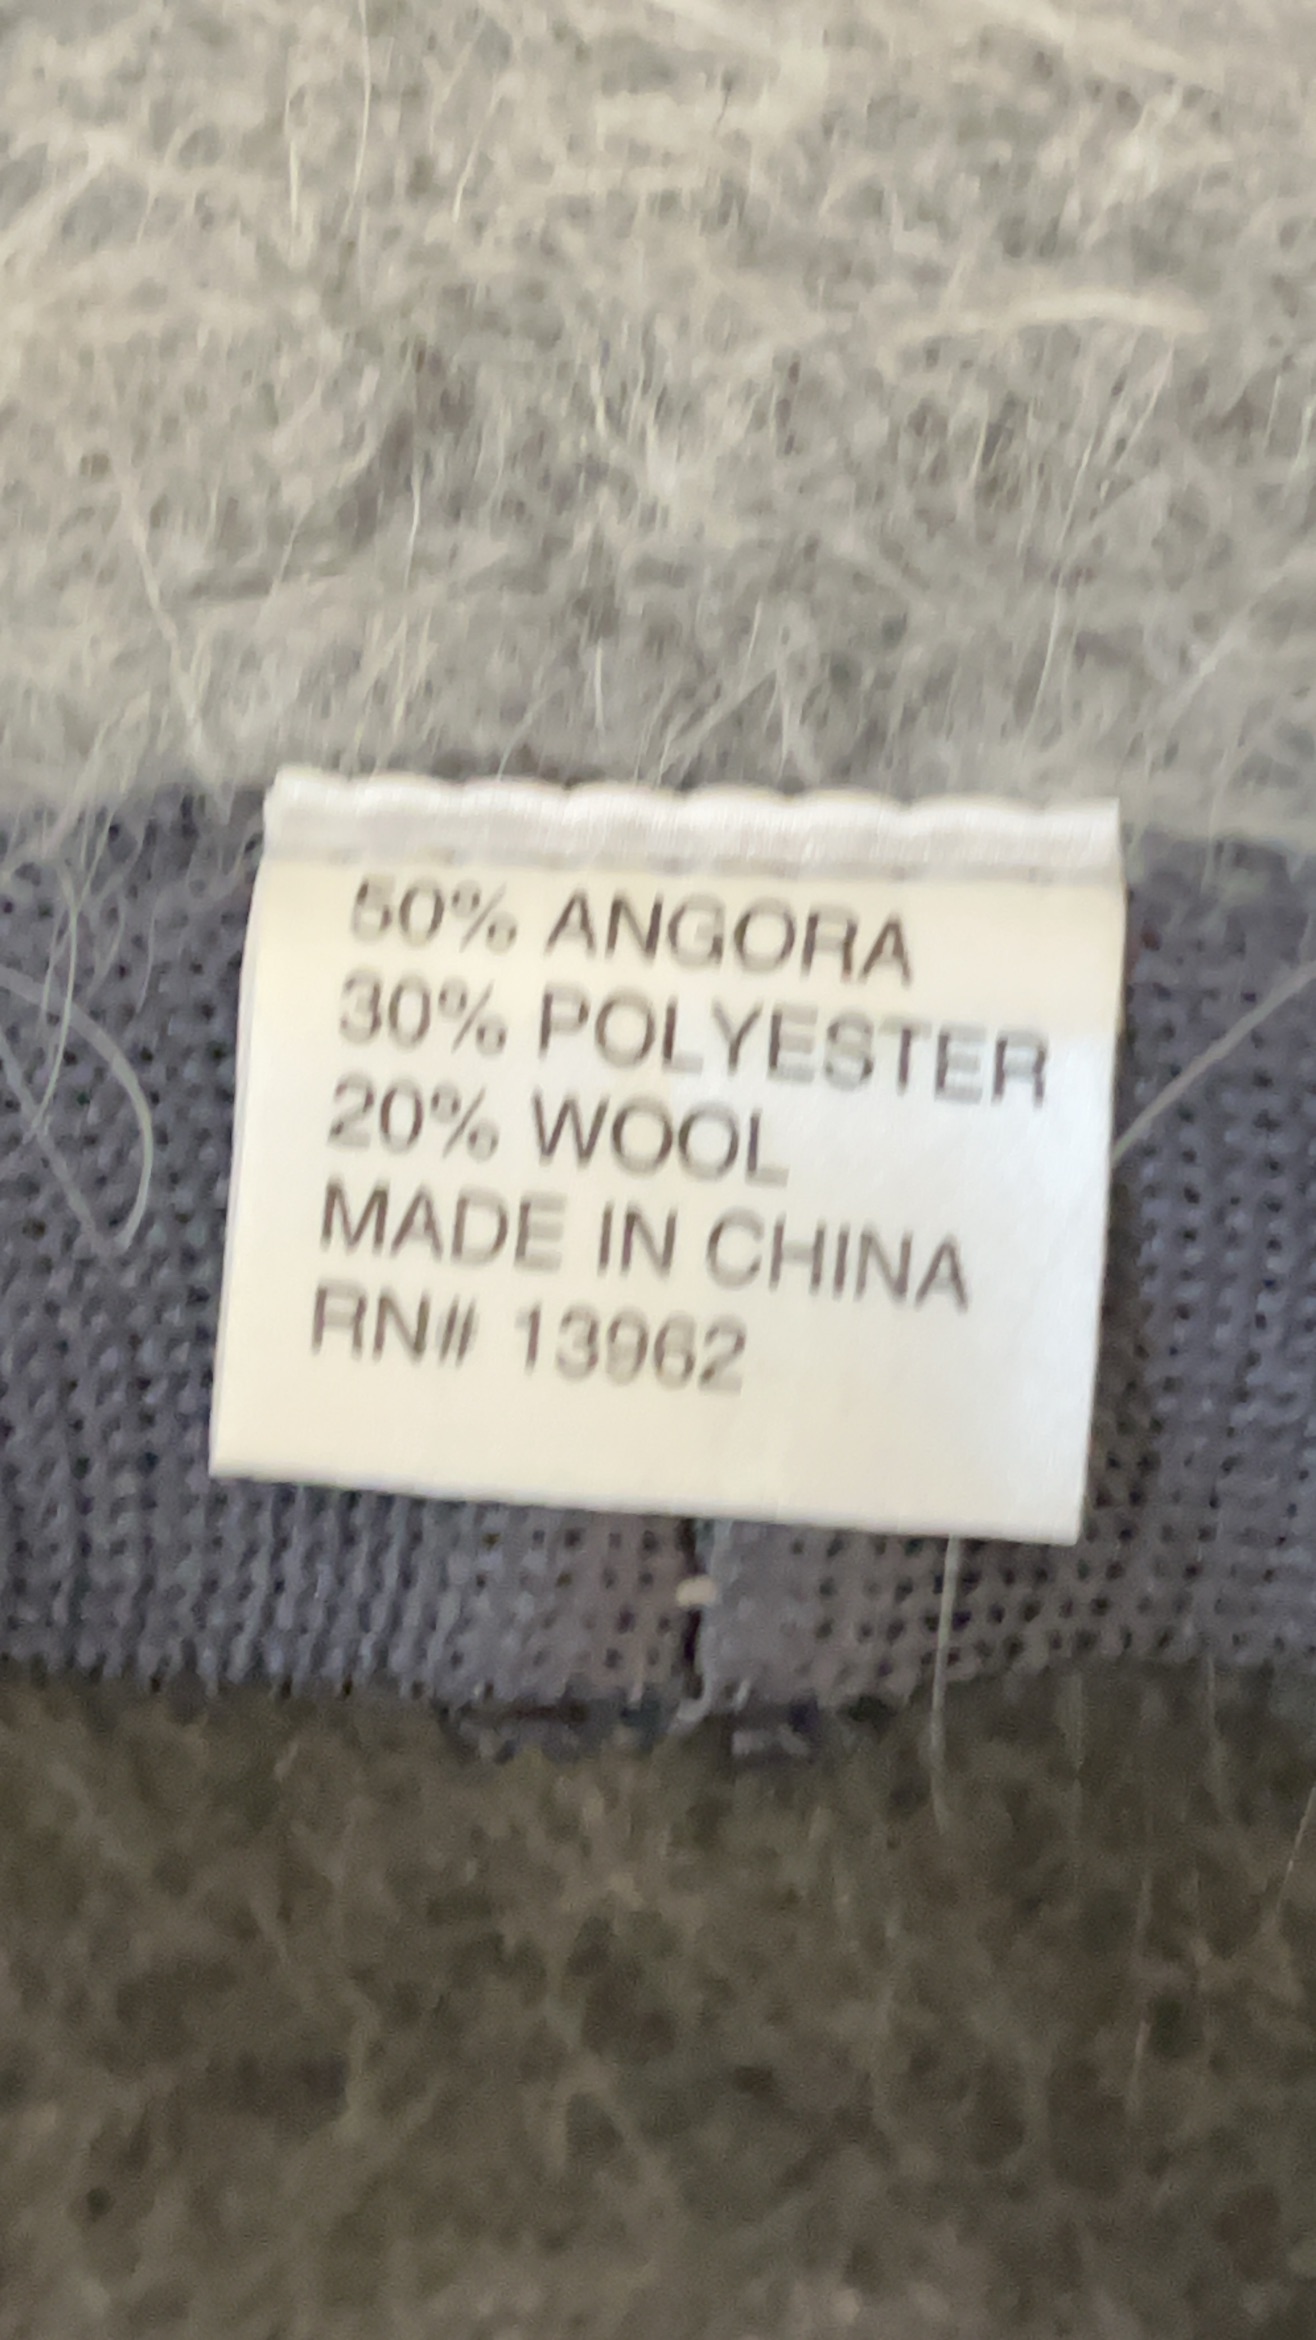 50% ANGORA
30% POLYESTER
20% WOOL
MADE IN CHINA
RN# 13962